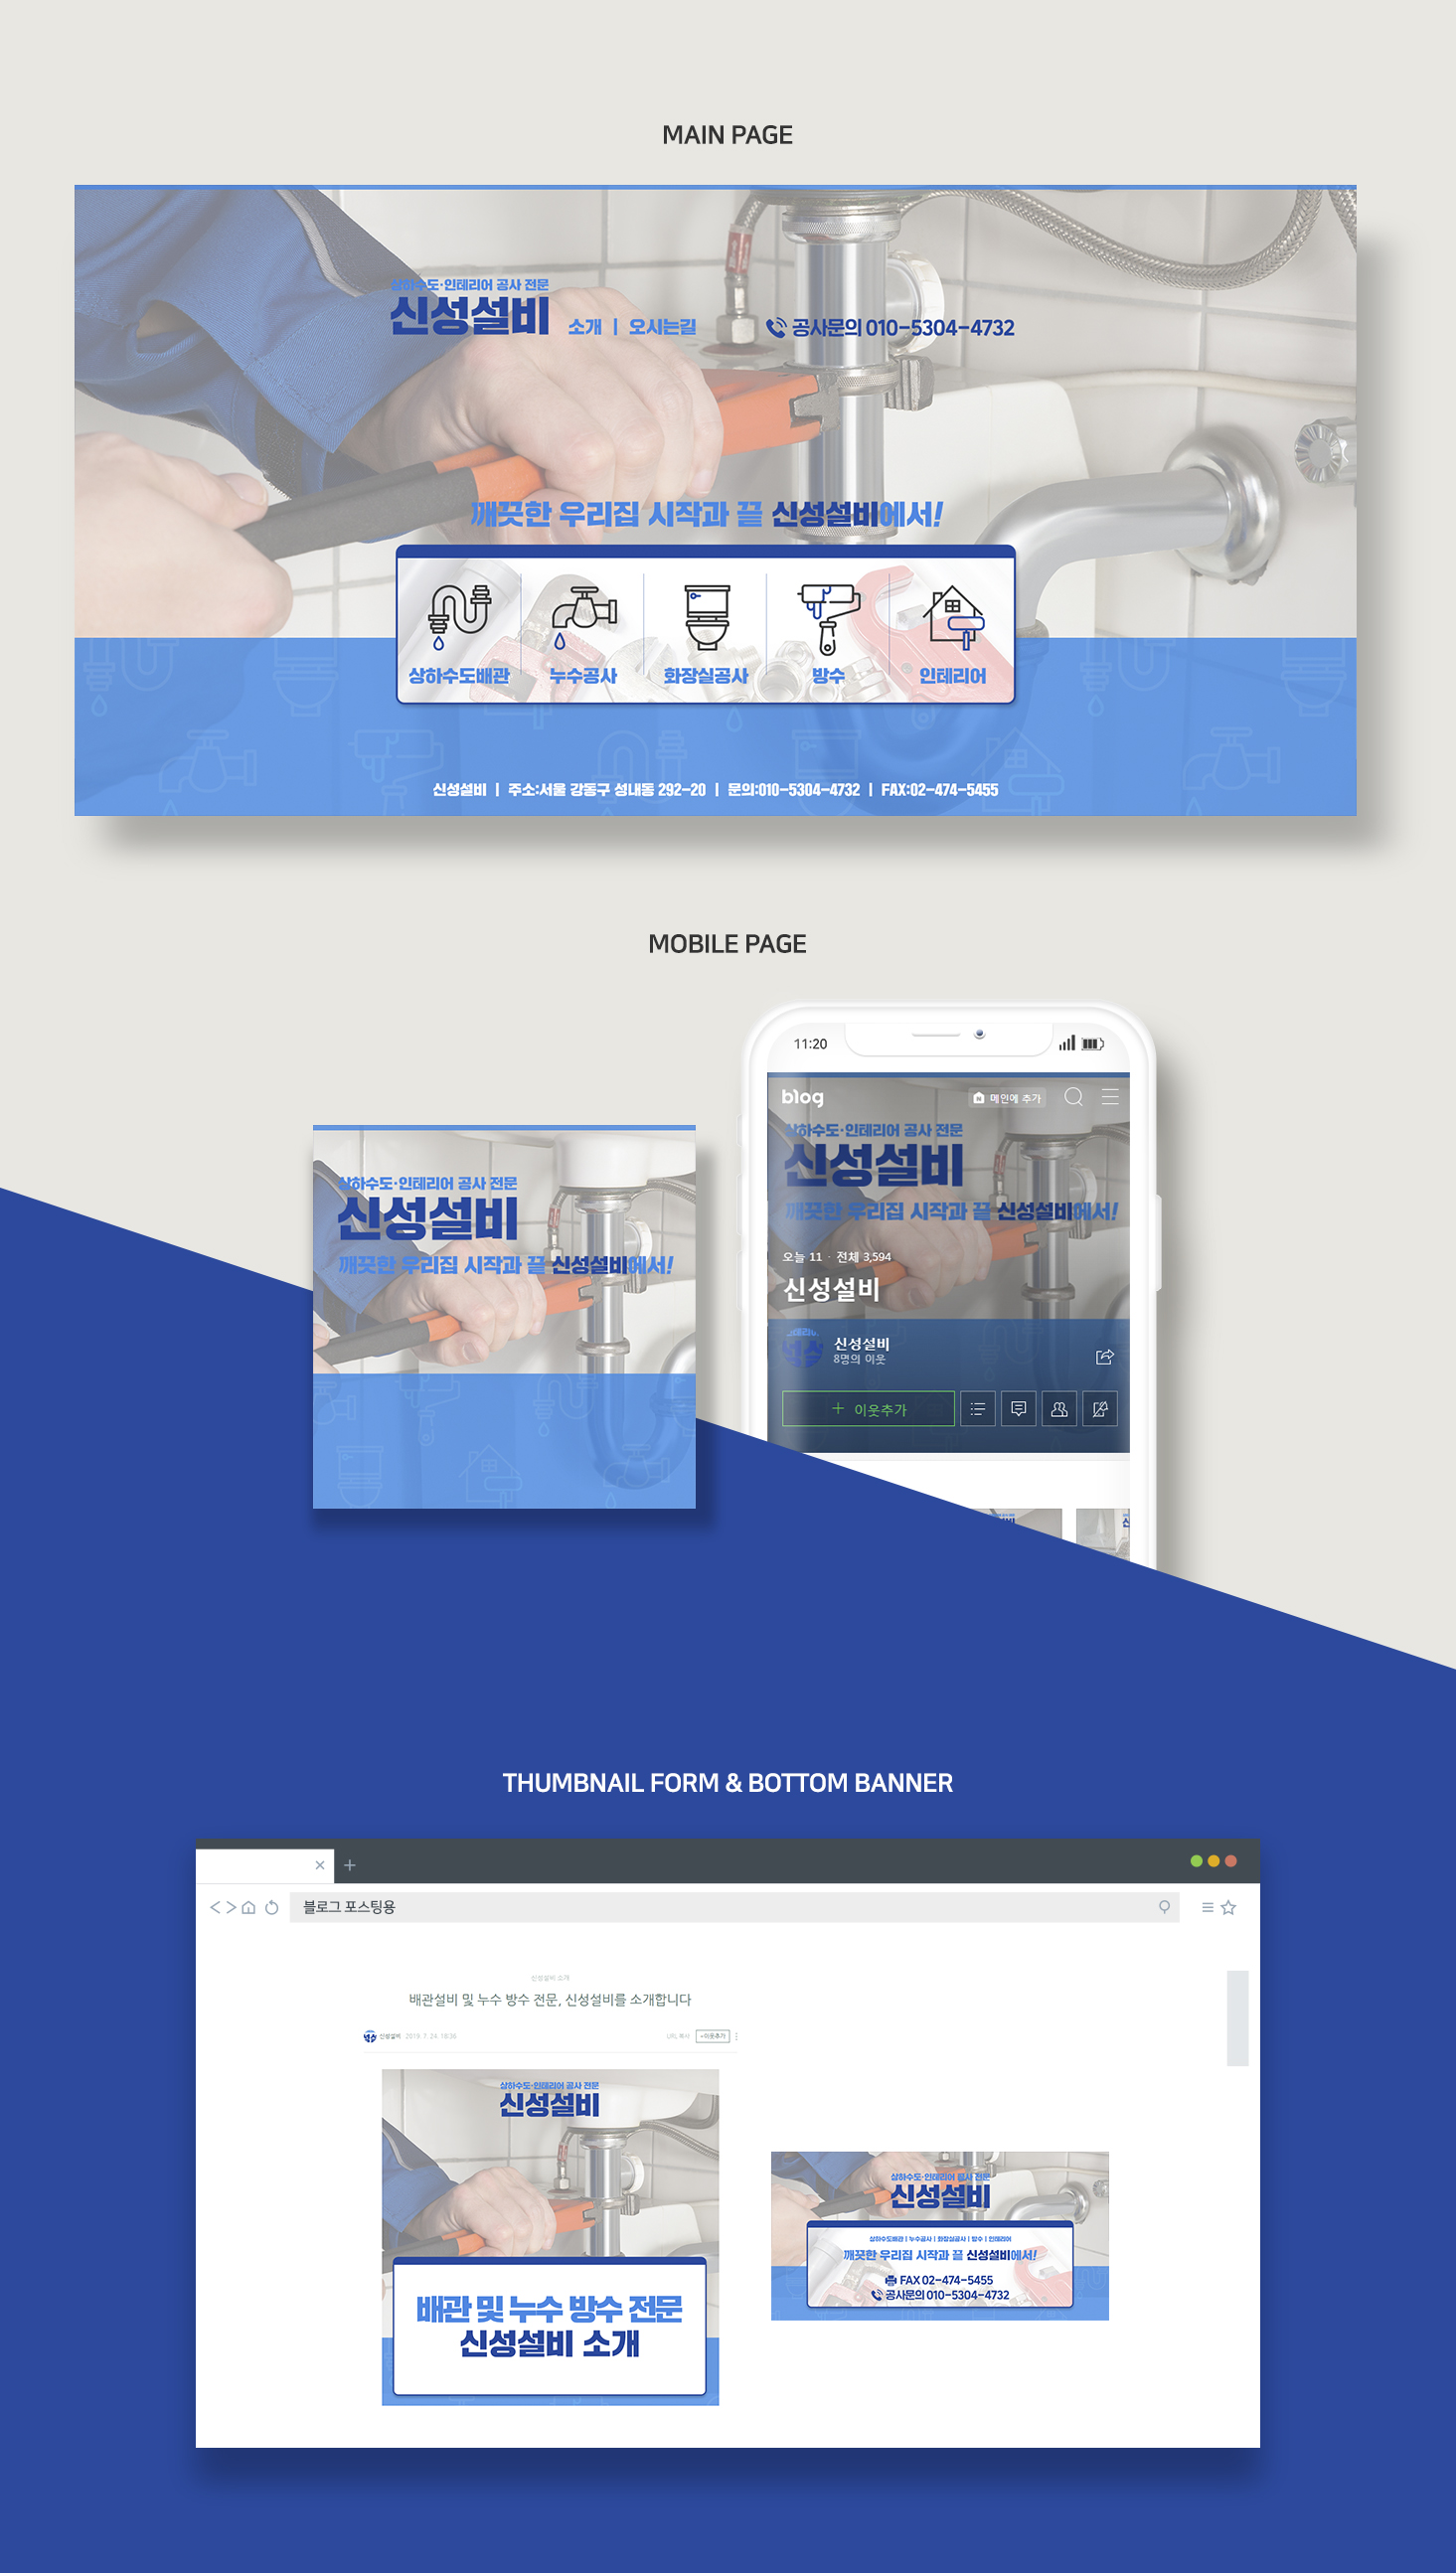 MAIN PAGE
상하수도·인테리어 공사 전문
신성설비 소개 | 오시는길 공사문의 010-5304-4732
깨끗한 우리집 시작과 끝 신성설비에서!
상하수도배관 누수공사 화장실공사 방수 인테리어
신성설비 | 주소:서울 강동구 성내동 292-20 | 문의:010-5304-4732 | FAX:02-474-5455
MOBILE PAGE
상하수도·인테리어 공사 전문
신성설비
깨끗한 우리집 시작과 끝 신성설비에서!
11:20
blog 메인에 추가
상하수도·인테리어 공사 전문
신성설비
깨끗한 우리집 시작과 끝 신성설비에서!
오늘 11 · 전체 3,594
신성설비
신성설비
8명의 이웃
+ 이웃추가
THUMBNAIL FORM & BOTTOM BANNER
블로그 포스팅용
신성설비 소개
배관설비 및 누수 방수 전문, 신성설비를 소개합니다
신성설비 2019. 7. 24. 18:36 URL 복사 +이웃추가
상하수도·인테리어 공사 전문
신성설비
배관 및 누수 방수 전문
신성설비 소개
상하수도·인테리어 공사 전문
신성설비
상하수도배관 | 누수공사 | 화장실공사 | 방수 | 인테리어
깨끗한 우리집 시작과 끝 신성설비에서!
FAX 02-474-5455
공사문의 010-5304-4732